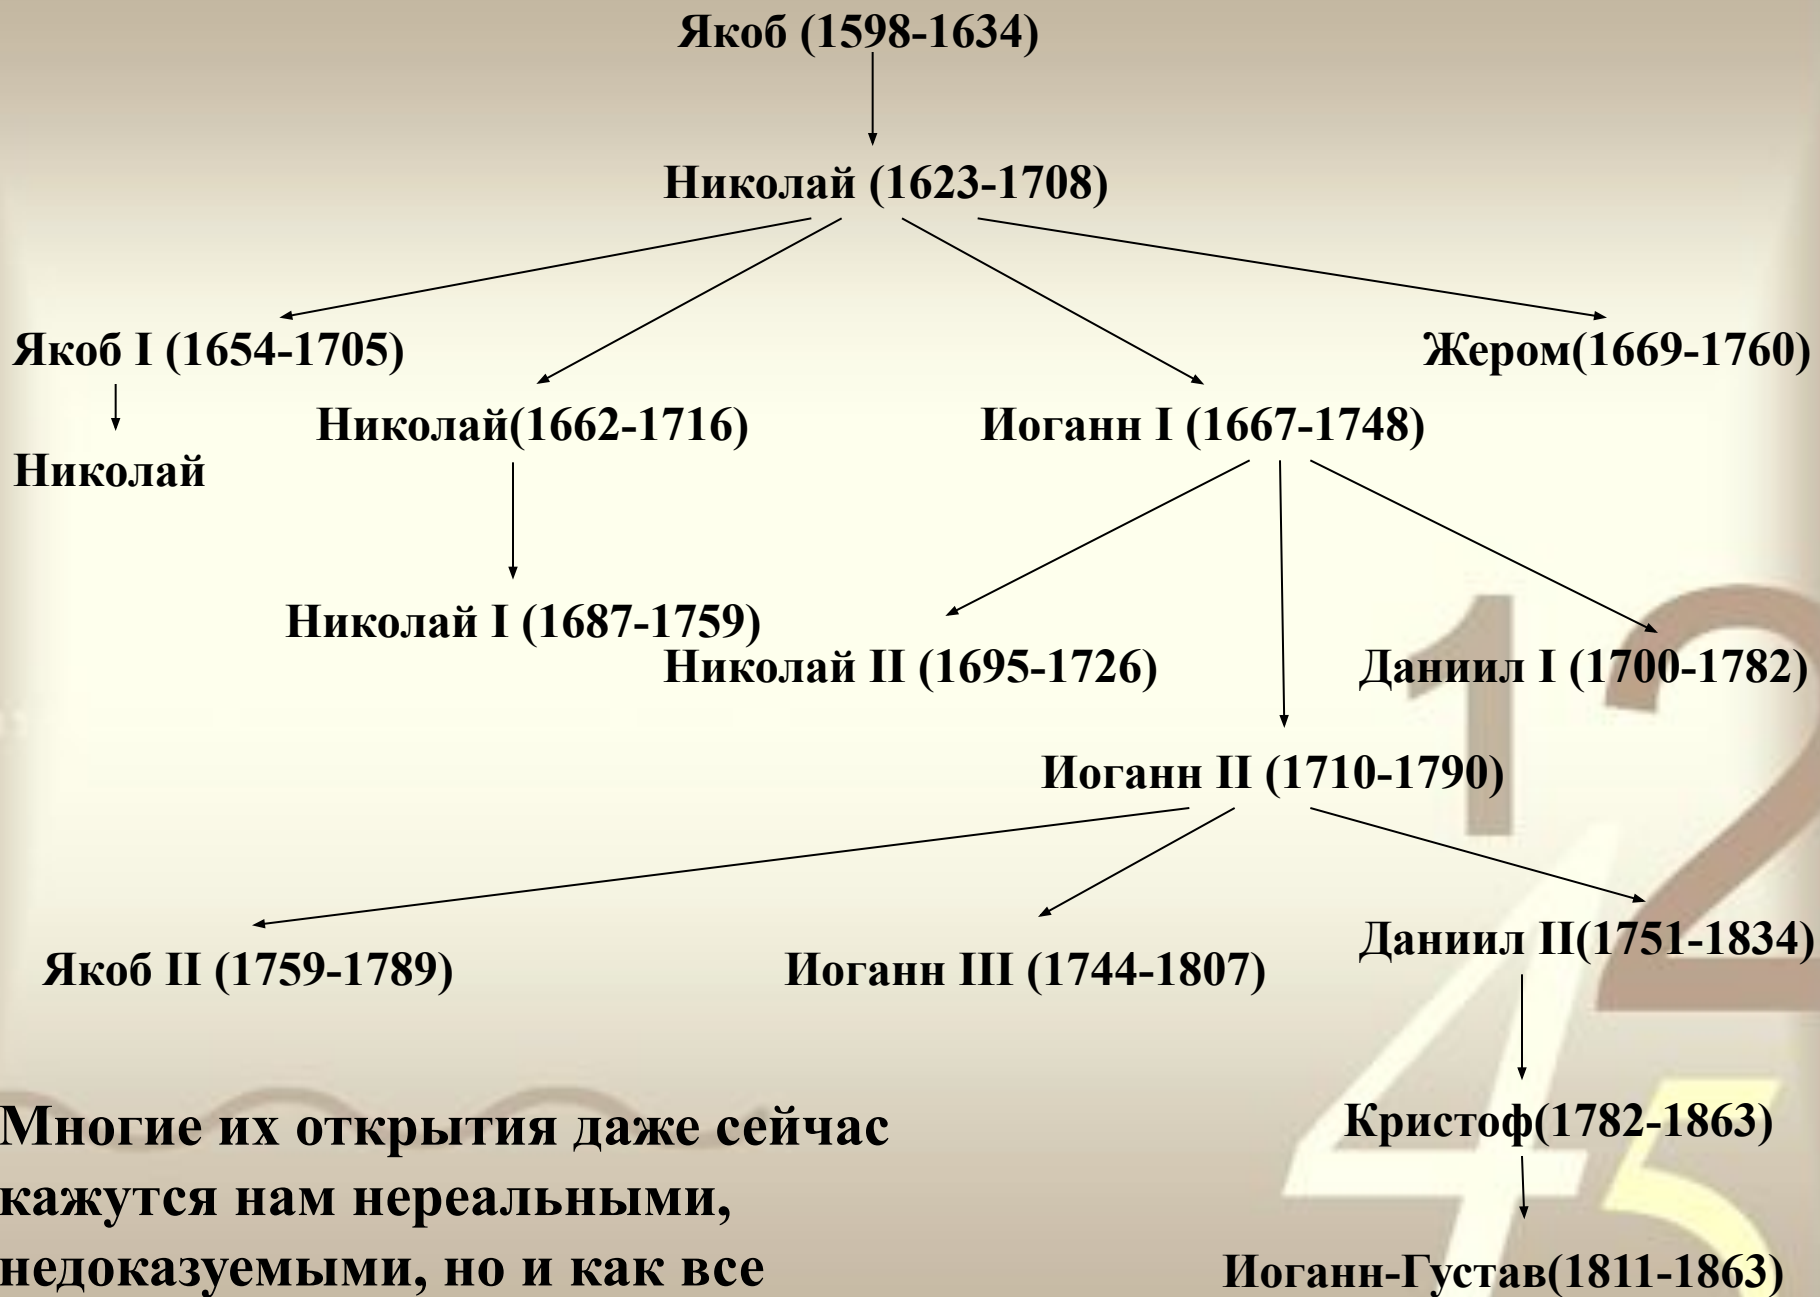 Якоб (1598-1634)
Николай (1623-1708)
Якоб I (1654-1705)
Жером(1669-1760)
Николай(1662-1716)
Иоганн I (1667-1748)
Николай
Николай I (1687-1759)
Николай II (1695-1726)
Даниил I (1700-1782)
Иоганн II (1710-1790)
Якоб II (1759-1789)
Иоганн III (1744-1807)
Даниил II(1751-1834)
Кристоф(1782-1863)
Иоганн-Густав(1811-1863)
Многие их открытия даже сейчас
кажутся нам нереальными,
недоказуемыми, но и как все
12
4
5